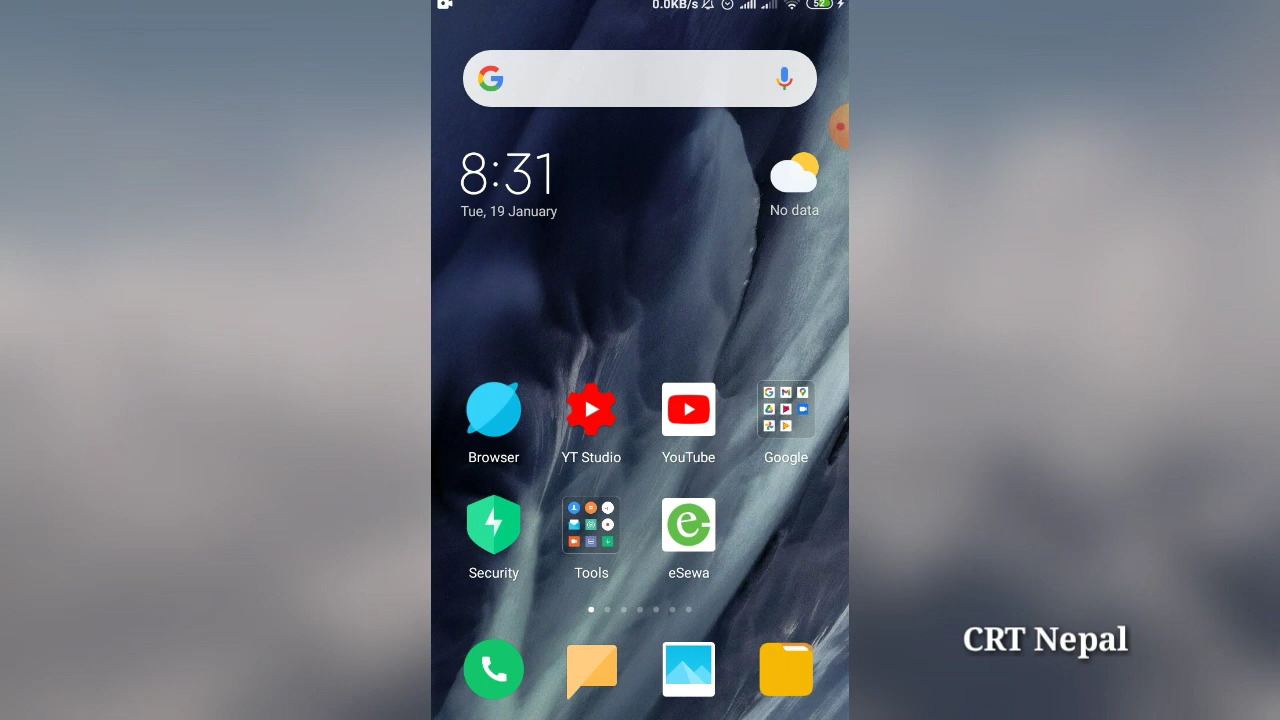 0.0KB/s 52
8:31
Tue, 19 January
No data
Browser YT Studio YouTube Google
Security Tools eSewa
CRT Nepal